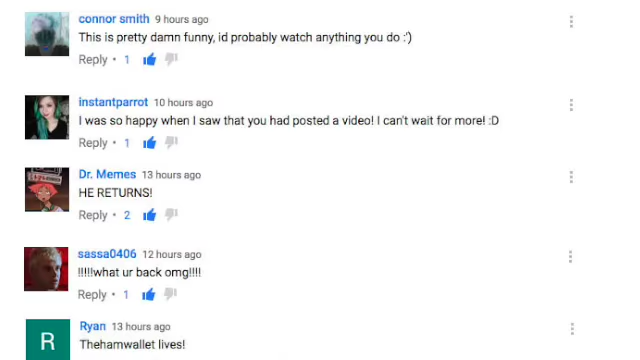 connor smith 9 hours ago
This is pretty damn funny, id probably watch anything you do :')
Reply • 1
instantparrot 10 hours ago
I was so happy when I saw that you had posted a video! I can't wait for more! :D
Reply • 1
Dr. Memes 13 hours ago
HE RETURNS!
Reply • 2
sassa0406 12 hours ago
!!!!!what ur back omg!!!!
Reply • 1
R
Ryan 13 hours ago
Thehamwallet lives!